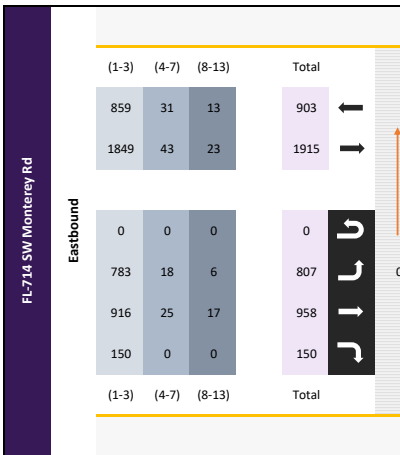 FL-714 SW Monterey Rd
Eastbound
(1-3) (4-7) (8-13) Total
859 31 13 903
1849 43 23 1915
0 0 0 0
783 18 6 807
916 25 17 958
150 0 0 150
(1-3) (4-7) (8-13) Total